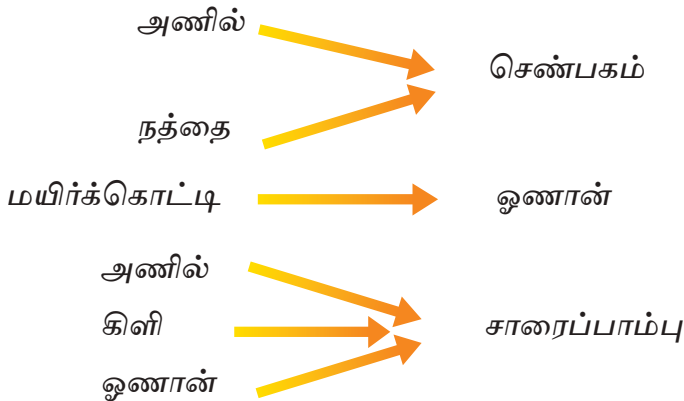 அணில்
செண்பகம்
நத்தை
மயிர்க்கொட்டி
ஓணான்
அணில்
கிளி
சாரைப்பாம்பு
ஓணான்